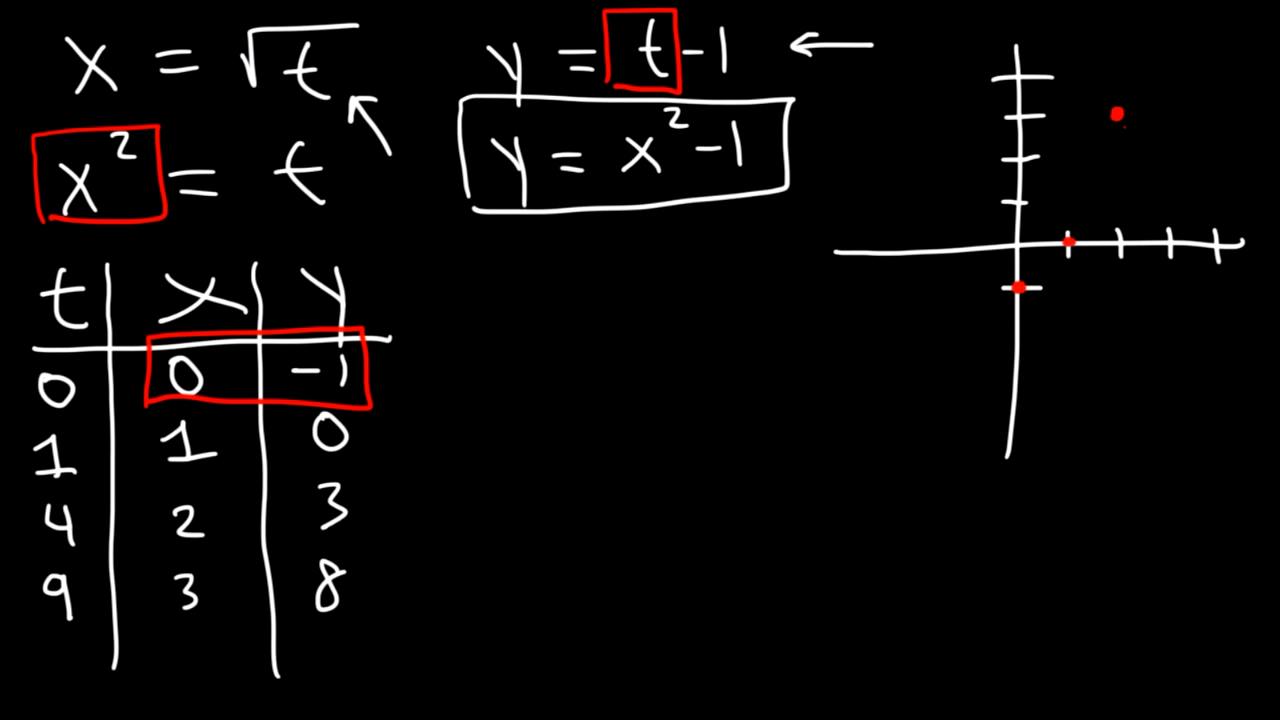 x = √t
y = t - 1
x² = t
y = x² - 1
t x y
0 0 -1
1 1 0
4 2 3
9 3 8